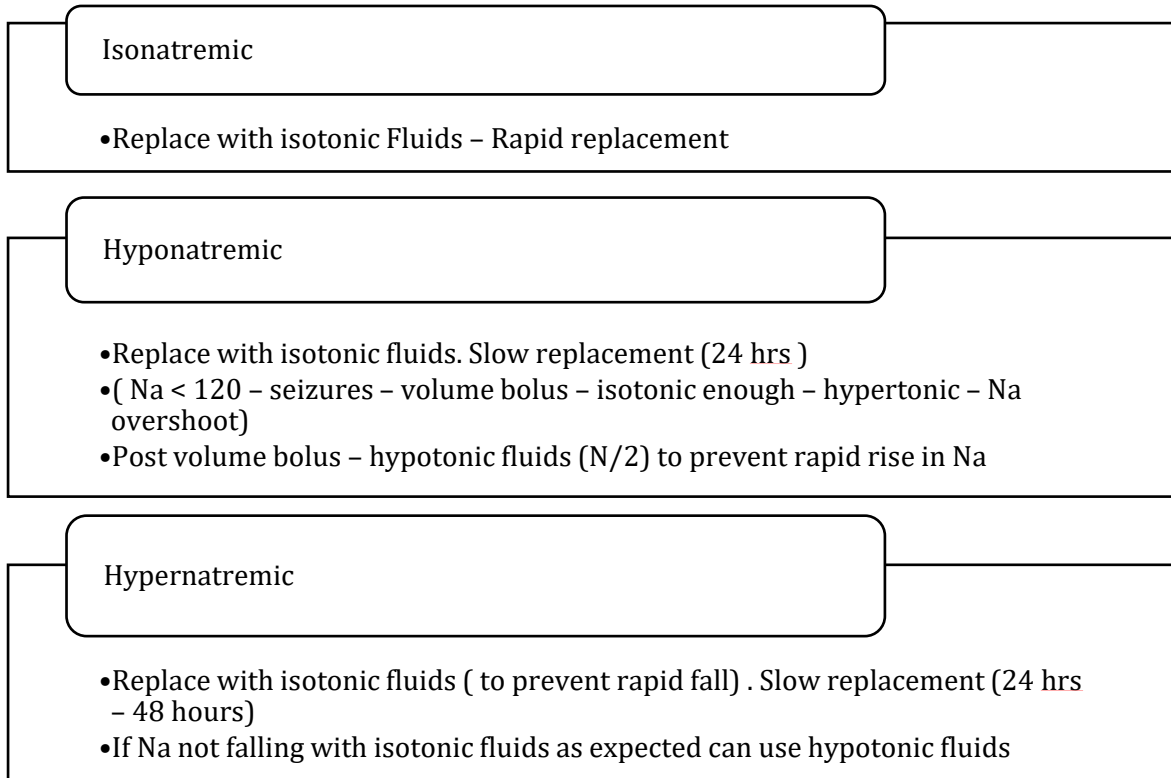 Isonatremic
•Replace with isotonic Fluids – Rapid replacement
Hyponatremic
•Replace with isotonic fluids. Slow replacement (24 hrs )
•( Na < 120 – seizures – volume bolus – isotonic enough – hypertonic – Na
overshoot)
•Post volume bolus – hypotonic fluids (N/2) to prevent rapid rise in Na
Hypernatremic
•Replace with isotonic fluids ( to prevent rapid fall) . Slow replacement (24 hrs
– 48 hours)
•If Na not falling with isotonic fluids as expected can use hypotonic fluids